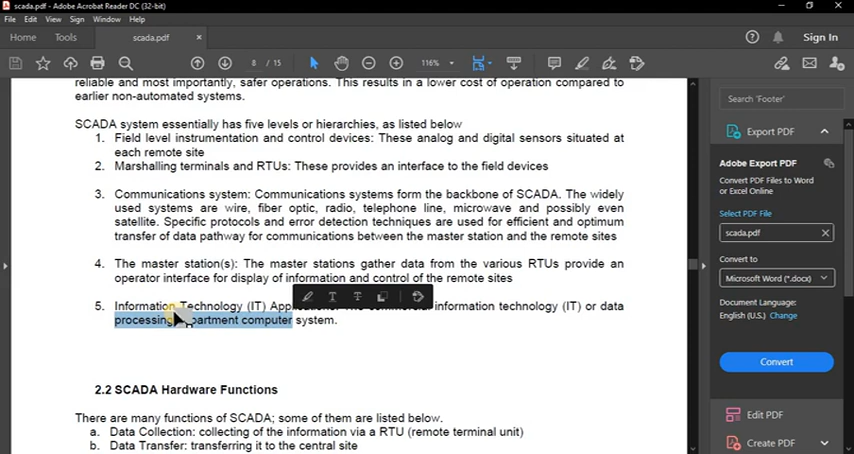 scada.pdf - Adobe Acrobat Reader DC (32-bit)
File Edit View Sign Window Help
Home Tools scada.pdf × Sign In
8 / 15 116%
reliable and most importantly, safer operations. This results in a lower cost of operation compared to
earlier non-automated systems.
SCADA system essentially has five levels or hierarchies, as listed below
1. Field level instrumentation and control devices: These analog and digital sensors situated at
each remote site
2. Marshalling terminals and RTUs: These provides an interface to the field devices
3. Communications system: Communications systems form the backbone of SCADA. The widely
used systems are wire, fiber optic, radio, telephone line, microwave and possibly even
satellite. Specific protocols and error detection techniques are used for efficient and optimum
transfer of data pathway for communications between the master station and the remote sites
4. The master station(s): The master stations gather data from the various RTUs provide an
operator interface for display of information and control of the remote sites
5. Information Technology (IT) information technology (IT) or data
processing computer system.
2.2 SCADA Hardware Functions
There are many functions of SCADA; some of them are listed below.
a. Data Collection: collecting of the information via a RTU (remote terminal unit)
b. Data Transfer: transferring it to the central site
Search 'Footer'
Export PDF
Adobe Export PDF
Convert PDF Files to Word
or Excel Online
Select PDF File
scada.pdf
Convert to
Microsoft Word (*.docx)
Document Language:
English (U.S.) Change
Convert
Edit PDF
Create PDF